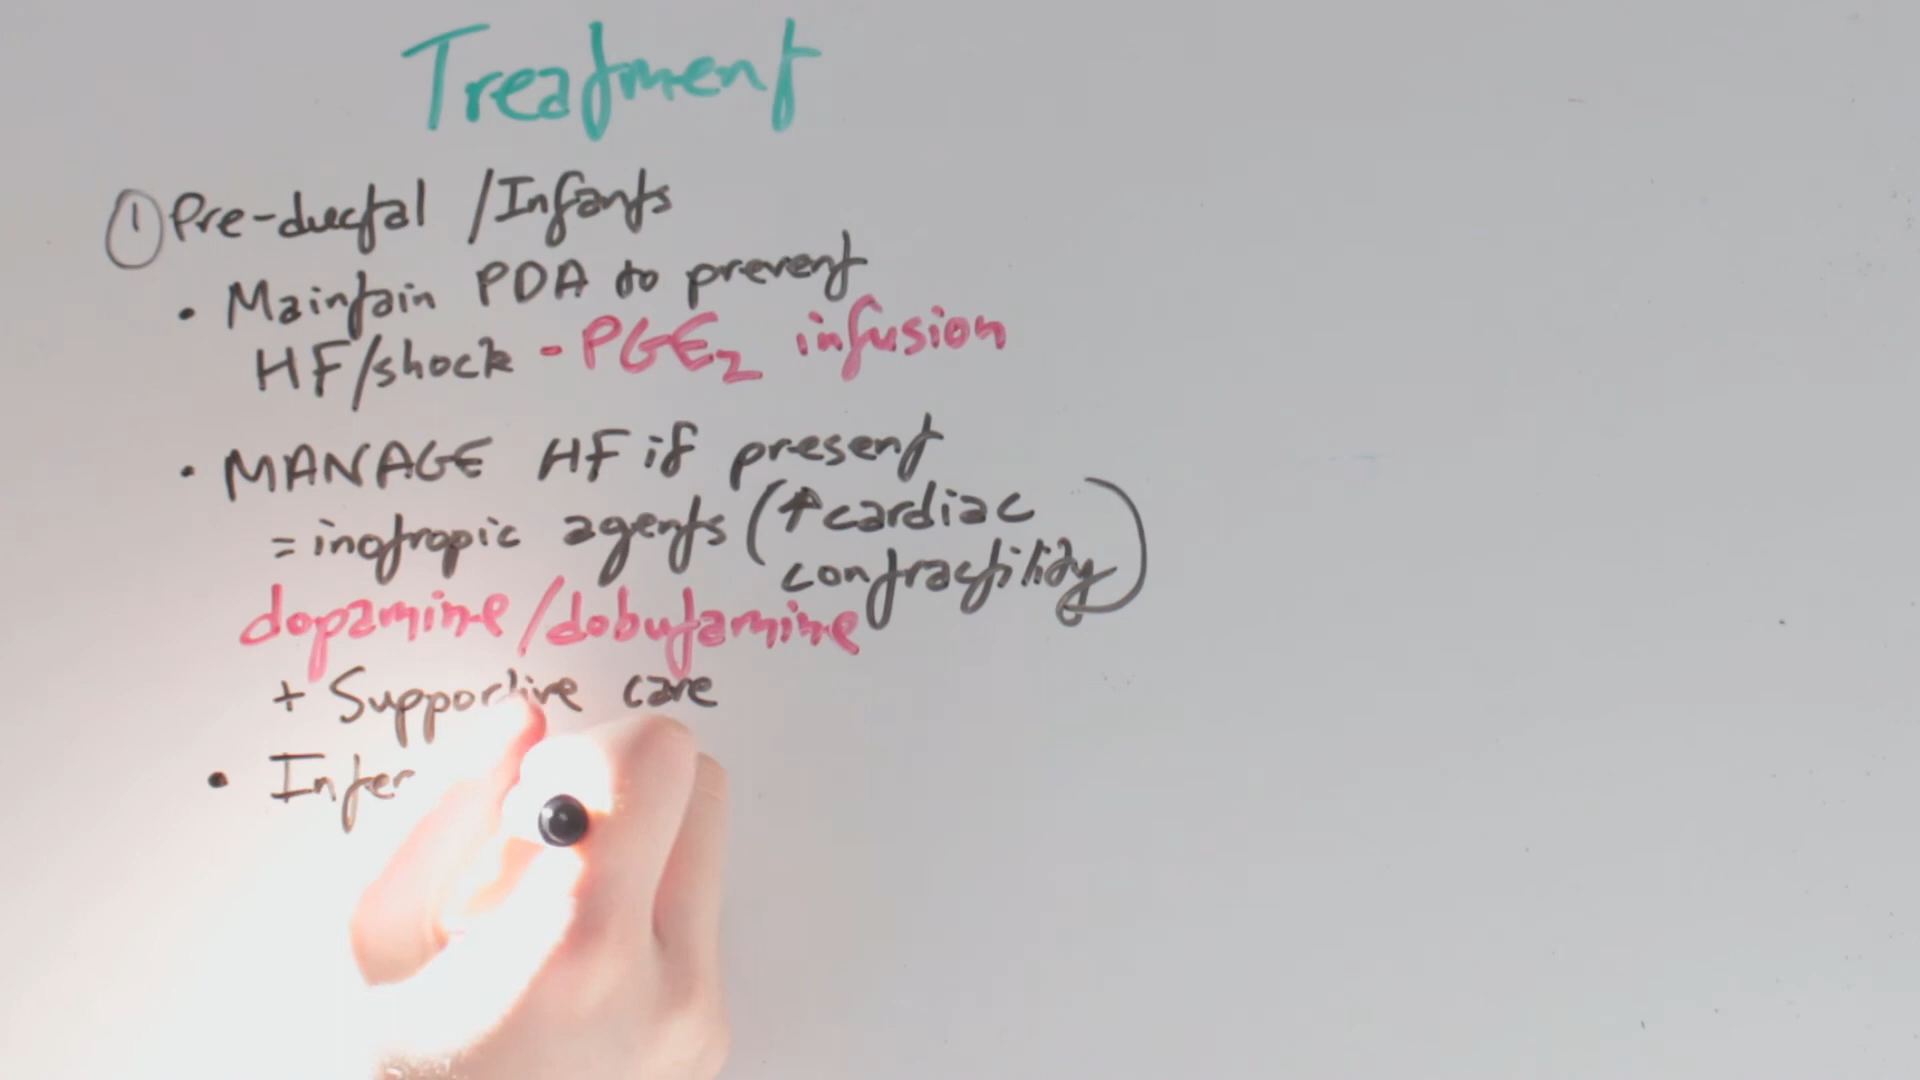 Treatment
① Pre-ductal / Infants
• Maintain PDA to prevent
HF/shock - PGE₂ infusion
• MANAGE HF if present
= inotropic agents (↑cardiac
contractility)
dopamine/dobutamine
+ Supportive care
• Inter